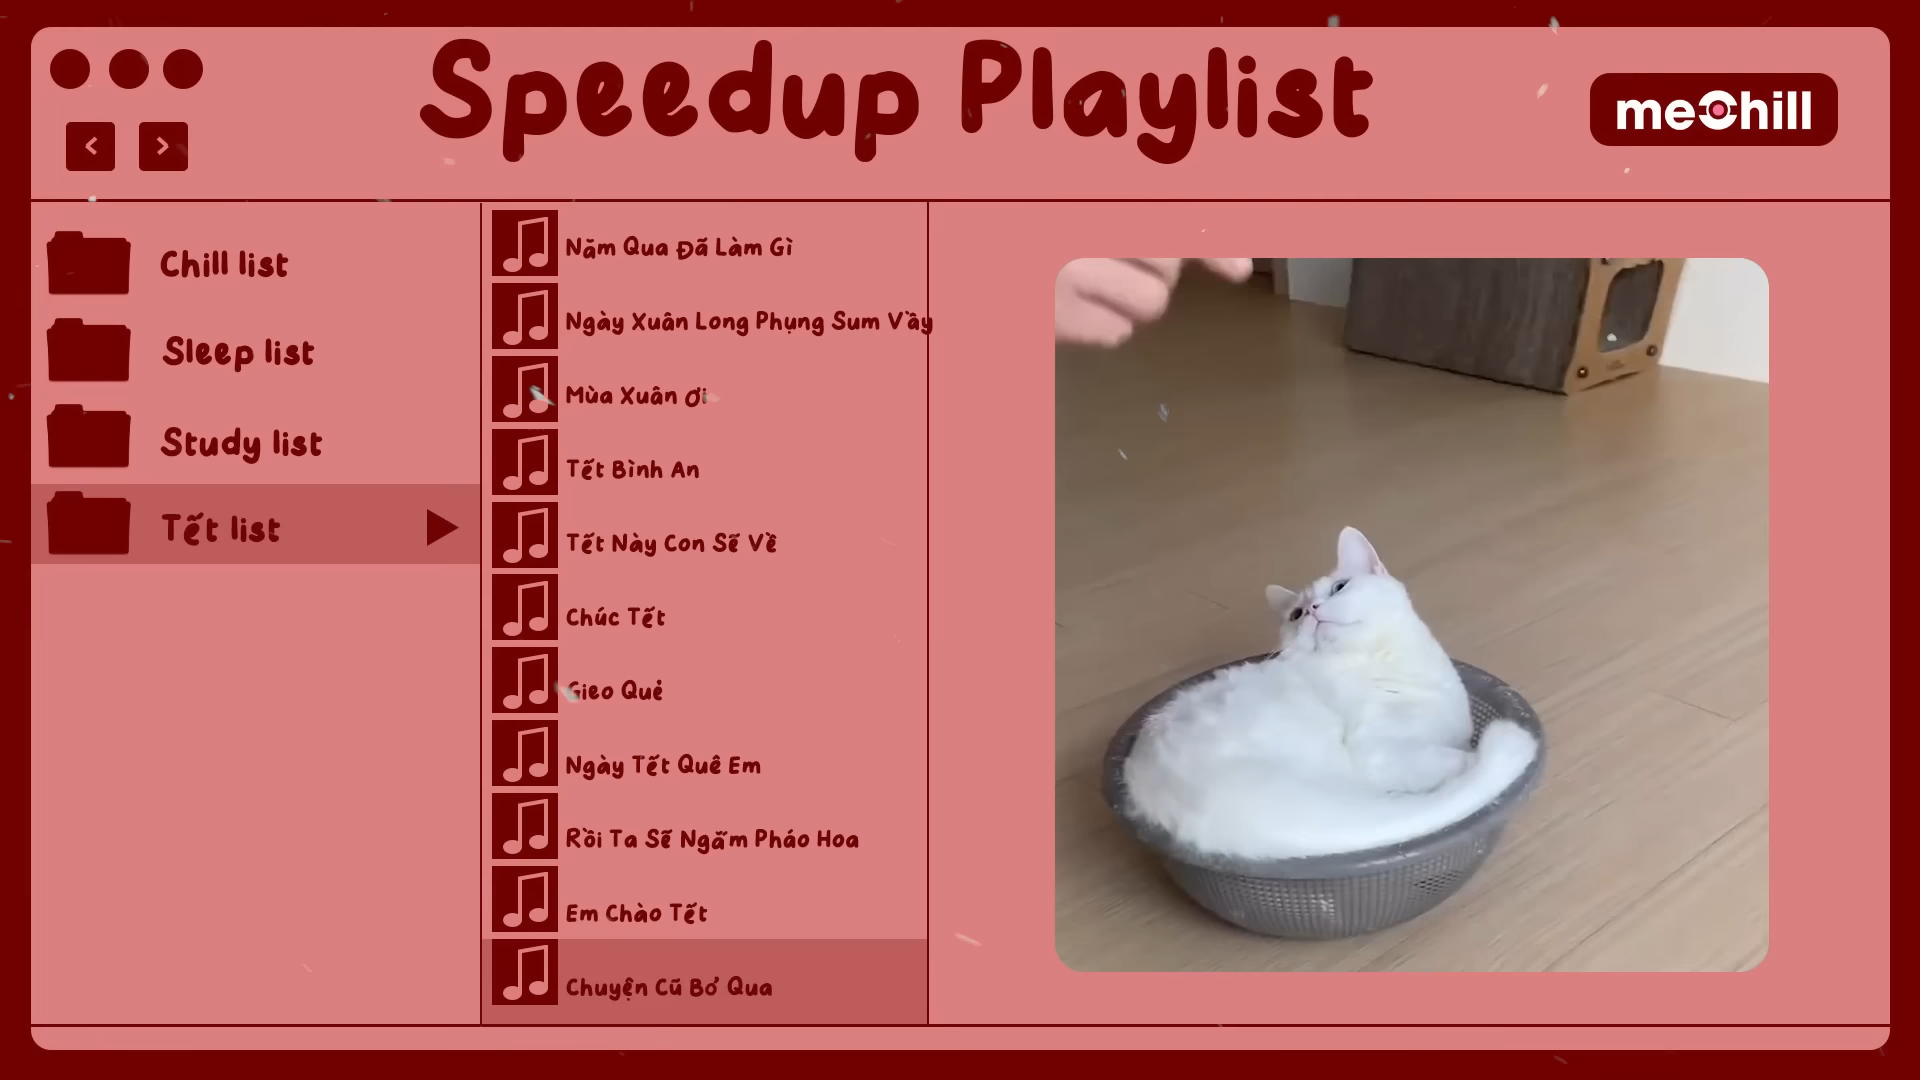 Speedup Playlist
meChill
Chill list
Sleep list
Study list
Tết list
Năm Qua Đã Làm Gì
Ngày Xuân Long Phụng Sum Vầy
Mùa Xuân ơi
Tết Bình An
Tết Này Con Sẽ Về
Chúc Tết
Gieo Quẻ
Ngày Tết Quê Em
Rồi Ta Sẽ Ngắm Pháo Hoa
Em Chào Tết
Chuyện Cũ Bỏ Qua